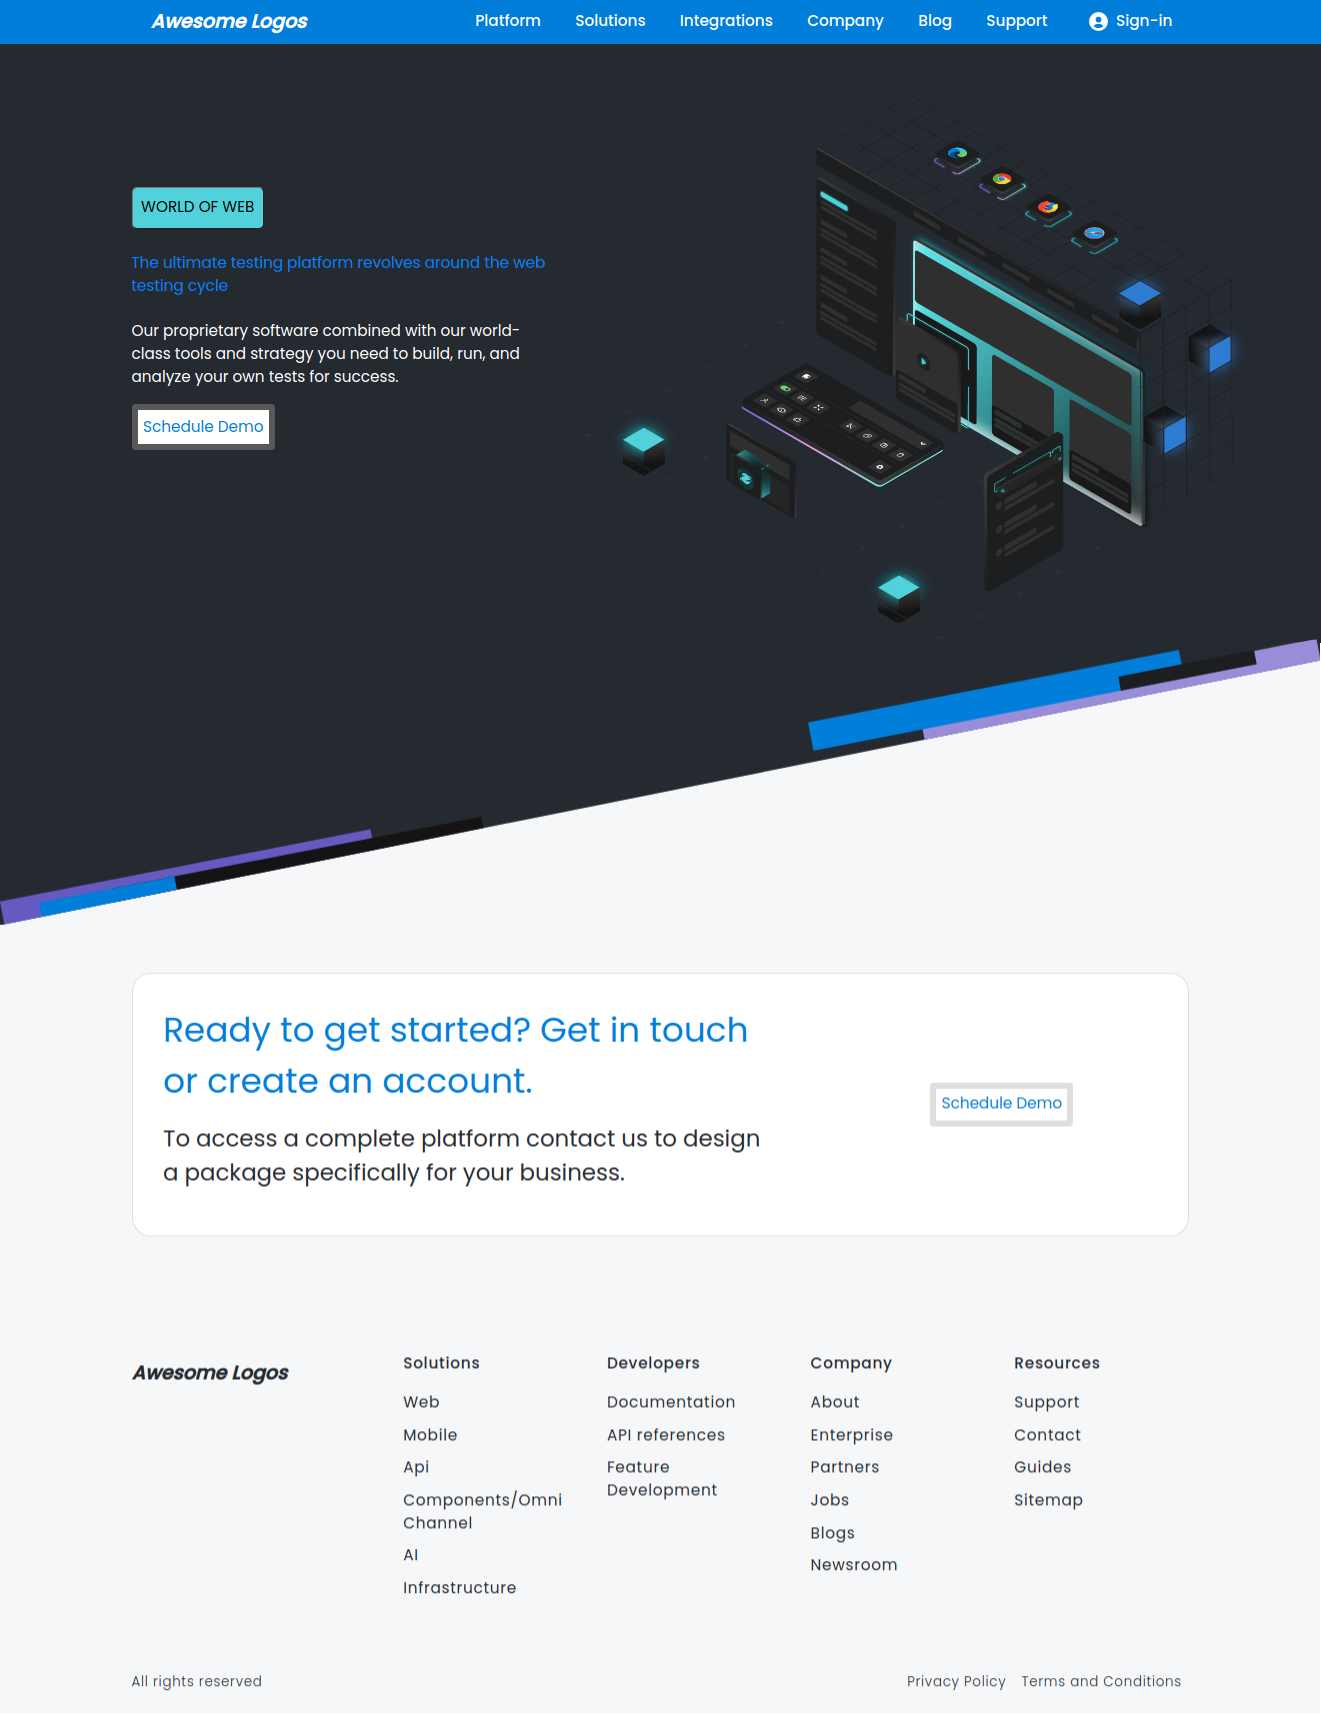 Awesome Logos
Platform
Solutions
Integrations
Company
Blog
Support
Sign-in
WORLD OF WEB
The ultimate testing platform revolves around the web
testing cycle
Our proprietary software combined with our world-
class tools and strategy you need to build, run, and
analyze your own tests for success.
Schedule Demo
Ready to get started? Get in touch
or create an account.
To access a complete platform contact us to design
a package specifically for your business.
Schedule Demo
Awesome Logos
Solutions
Web
Mobile
Api
Components/Omni
Channel
AI
Infrastructure
Developers
Documentation
API references
Feature
Development
Company
About
Enterprise
Partners
Jobs
Blogs
Newsroom
Resources
Support
Contact
Guides
Sitemap
All rights reserved
Privacy Policy
Terms and Conditions